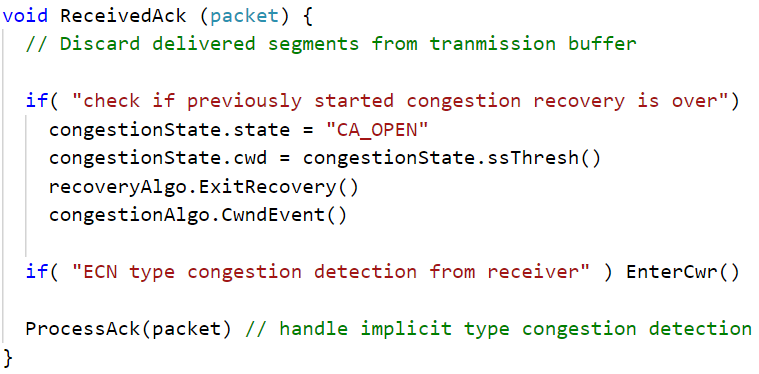 void ReceivedAck (packet) {
// Discard delivered segments from tranmission buffer
if( "check if previously started congestion recovery is over")
congestionState.state = "CA_OPEN"
congestionState.cwd = congestionState.ssThresh()
recoveryAlgo.ExitRecovery()
congestionAlgo.CwndEvent()
if( "ECN type congestion detection from receiver" ) EnterCwr()
ProcessAck(packet) // handle implicit type congestion detection
}